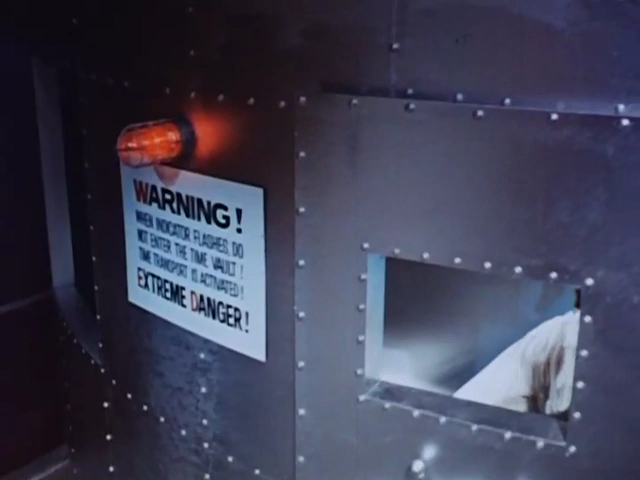 WARNING!
WHEN INDICATOR FLASHES, DO
NOT ENTER THE TIME VAULT!
TIME TRANSPORT IS ACTIVATED!
EXTREME DANGER!